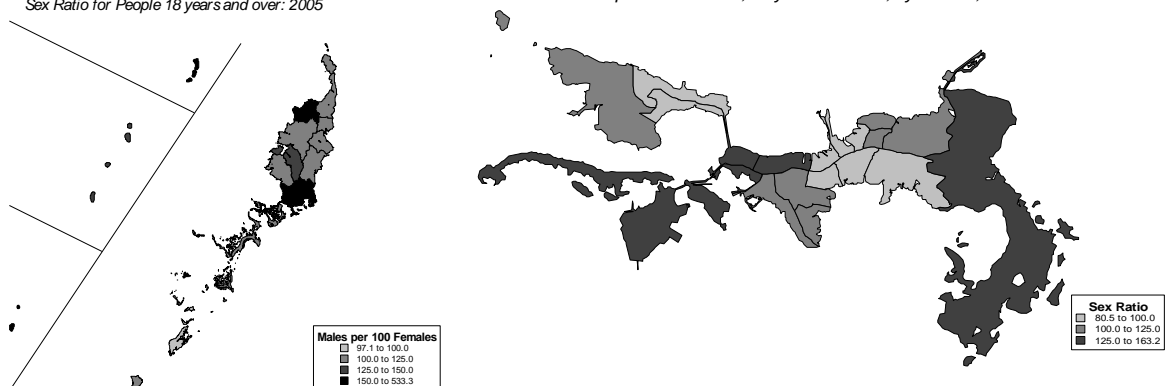 Sex Ratio for People 18 years and over: 2005
Males per 100 Females
97.1 to 100.0
100.0 to 125.0
125.0 to 150.0
150.0 to 533.3
Sex Ratio
80.5 to 100.0
100.0 to 125.0
125.0 to 163.2